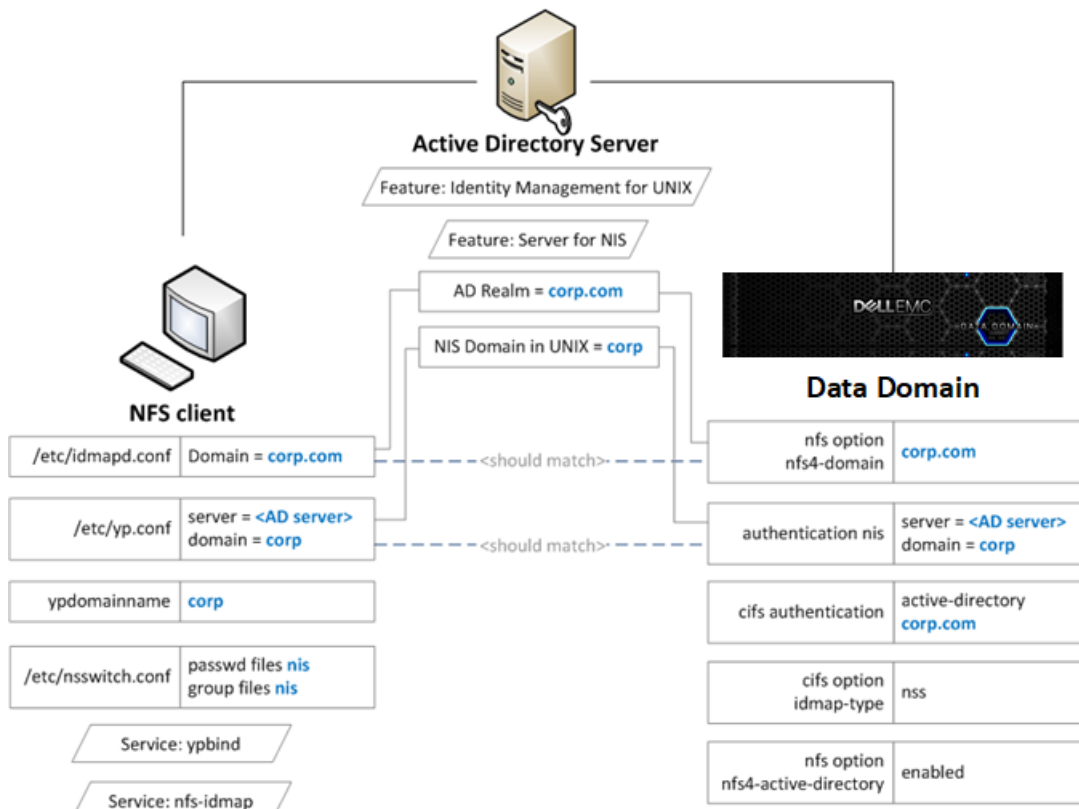 Active Directory Server
Feature: Identity Management for UNIX
Feature: Server for NIS
AD Realm = corp.com
NIS Domain in UNIX = corp
NFS client
/etc/idmapd.conf Domain = corp.com
/etc/yp.conf server = <AD server>
domain = corp
ypdomainname corp
/etc/nsswitch.conf passwd files nis
group files nis
Service: ypbind
Service: nfs-idmap
<should match>
<should match>
DELLEMC
DATA DOMAIN
Data Domain
nfs option
nfs4-domain
corp.com
authentication nis
server = <AD server>
domain = corp
cifs authentication
active-directory
corp.com
cifs option
idmap-type
nss
nfs option
nfs4-active-directory
enabled